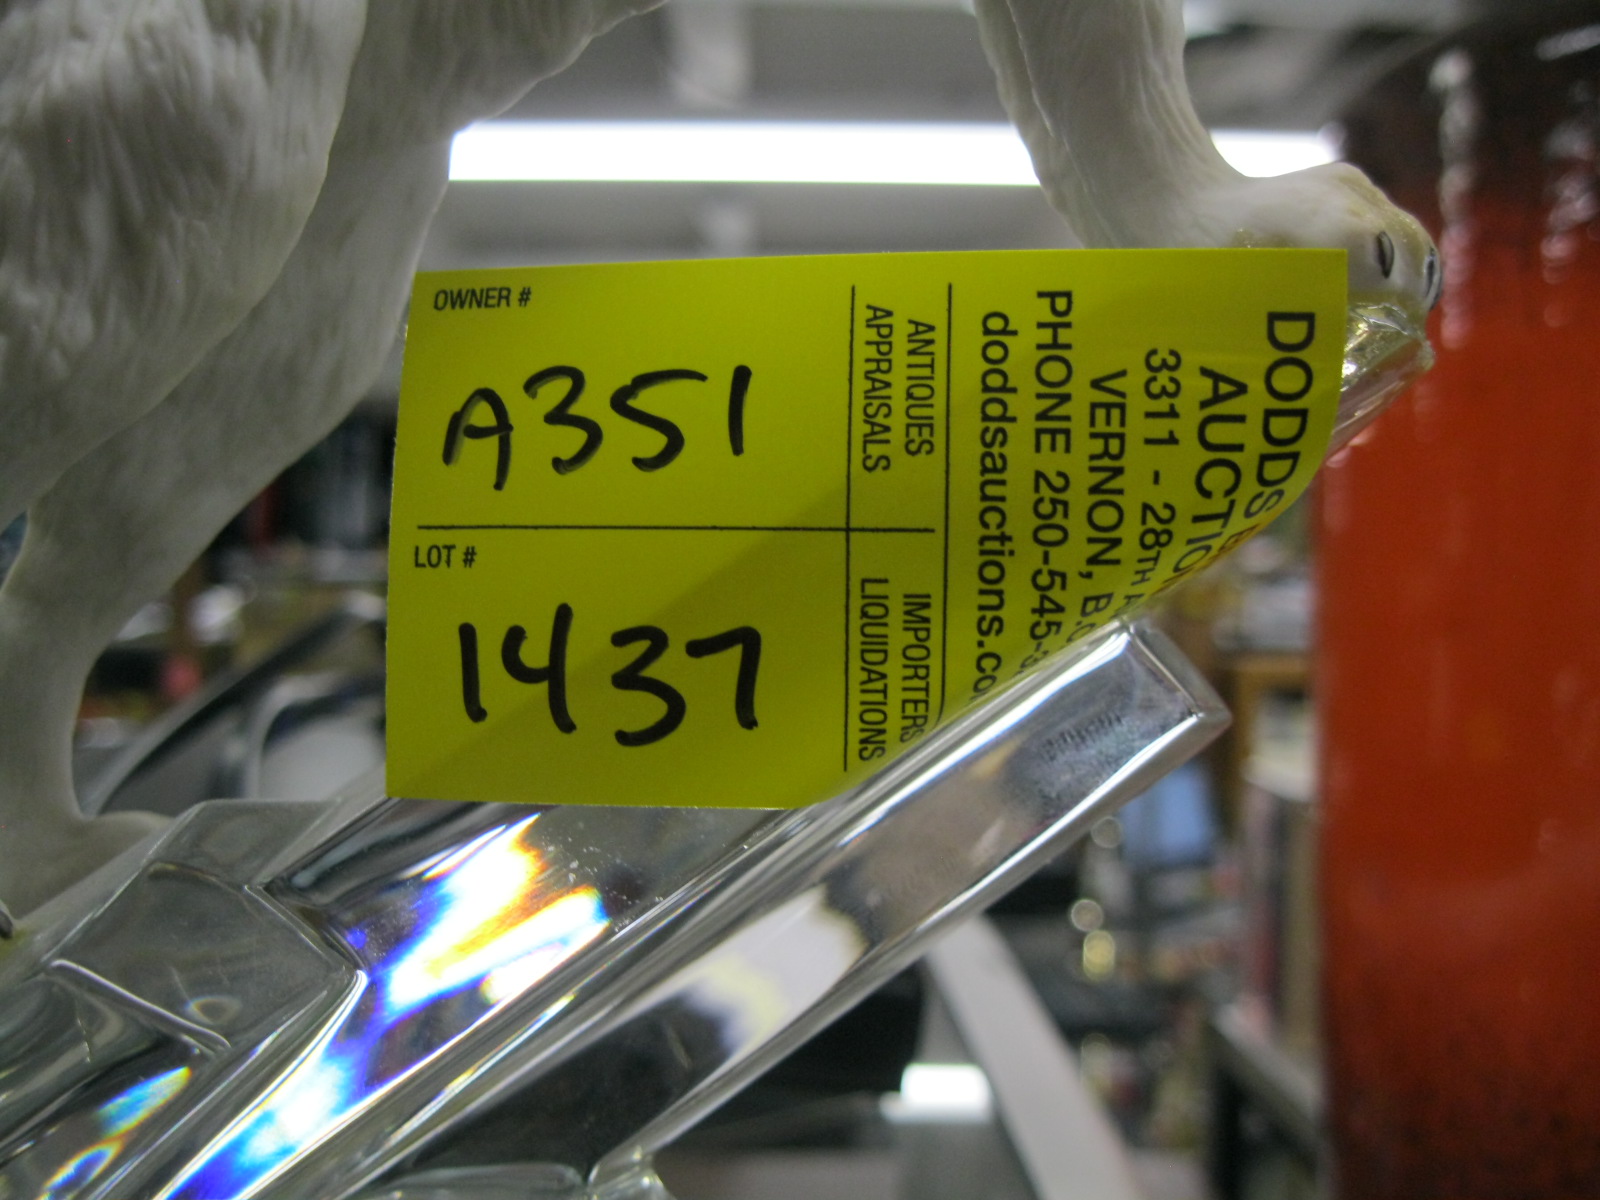 OWNER #
A351
LOT #
1437
ANTIQUES
APPRAISALS
IMPORTERS
LIQUIDATIONS
DODDS
AUCTIO
3311 - 28TH A
VERNON, B.C
PHONE 250-545-
doddsauctions.co